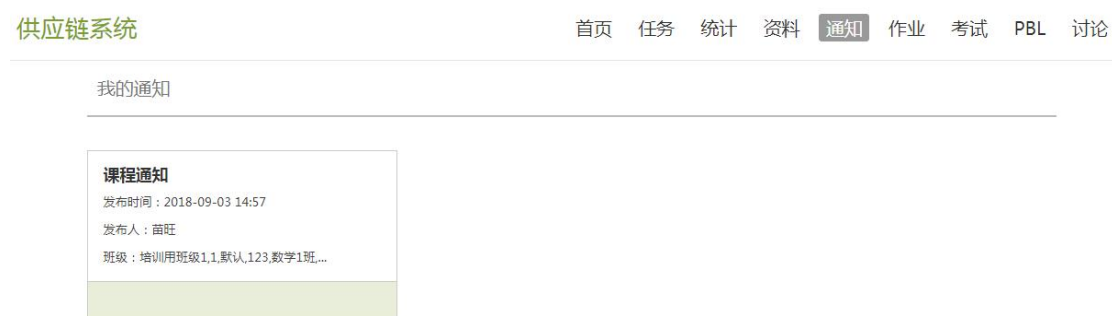 供应链系统 首页 任务 统计 资料 通知 作业 考试 PBL 讨论
我的通知
课程通知
发布时间：2018-09-03 14:57
发布人：苗旺
班级：培训用班级1,1,默认,123,数学1班,...